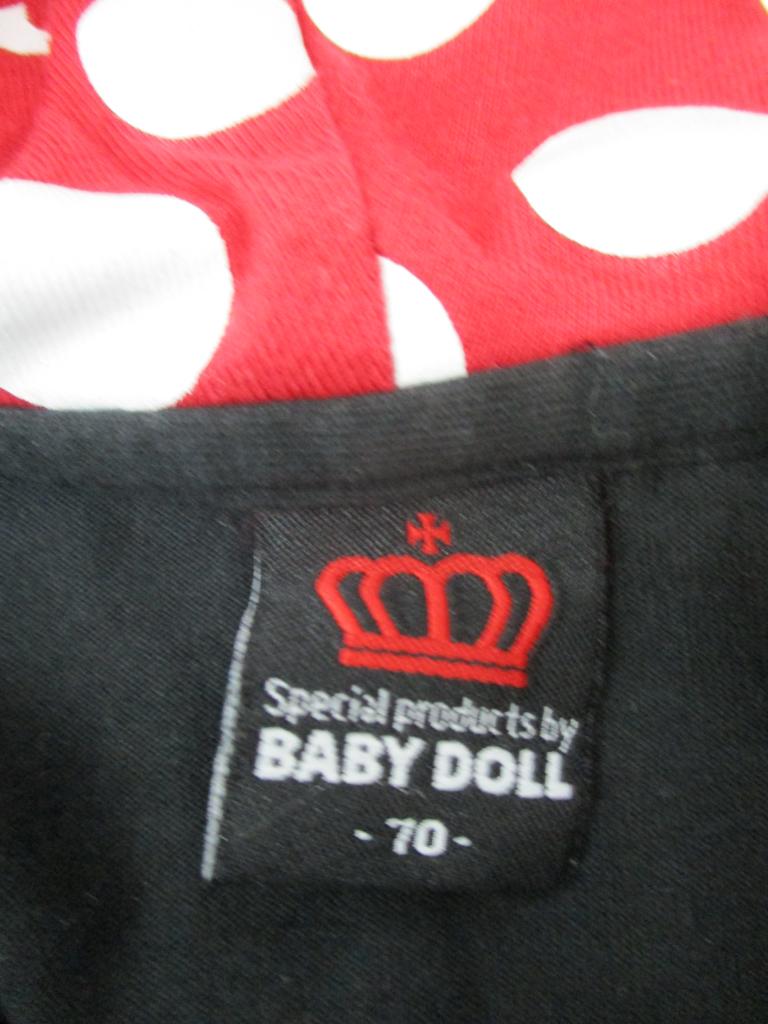 Special products by
BABY DOLL
- 70 -